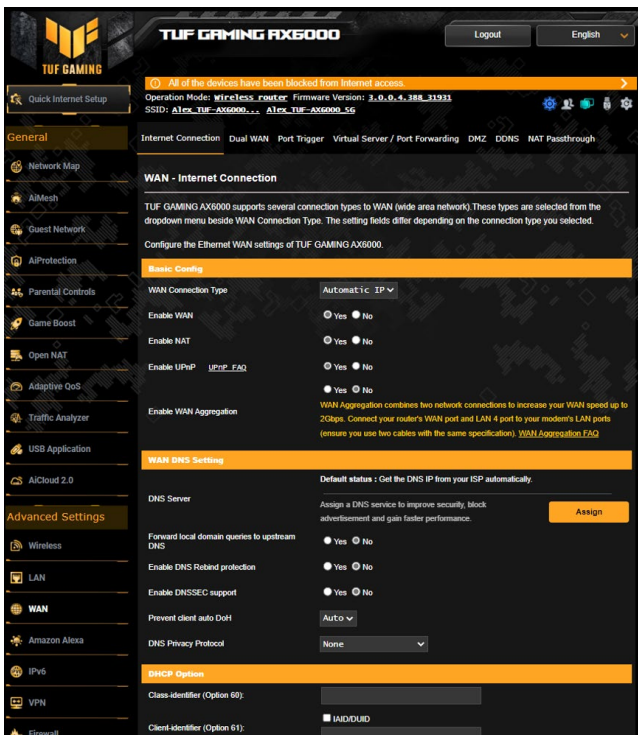 TUF GAMING
TUF GAMING AX6000
Logout
English
All of the devices have been blocked from Internet access.
Quick Internet Setup
Operation Mode: Wireless router Firmware Version: 3.0.0.4.388_31931
SSID: Alex_TUF-AX6000... Alex_TUF-AX6000_5G
General
Network Map
AiMesh
Guest Network
AiProtection
Parental Controls
Game Boost
Open NAT
Adaptive QoS
Traffic Analyzer
USB Application
AiCloud 2.0
Advanced Settings
Wireless
LAN
WAN
Amazon Alexa
IPv6
VPN
Firewall
Internet Connection Dual WAN Port Trigger Virtual Server / Port Forwarding DMZ DDNS NAT Passthrough
WAN - Internet Connection
TUF GAMING AX6000 supports several connection types to WAN (wide area network).These types are selected from the
dropdown menu beside WAN Connection Type. The setting fields differ depending on the connection type you selected.
Configure the Ethernet WAN settings of TUF GAMING AX6000.
Basic Config
WAN Connection Type Automatic IP
Enable WAN Yes No
Enable NAT Yes No
Enable UPnP UPnP FAQ Yes No
Yes No
Enable WAN Aggregation
WAN Aggregation combines two network connections to increase your WAN speed up to
2Gbps. Connect your router's WAN port and LAN 4 port to your modem's LAN ports
(ensure you use two cables with the same specification). WAN Aggregation FAQ
WAN DNS Setting
Default status : Get the DNS IP from your ISP automatically.
DNS Server
Assign a DNS service to improve security, block
advertisement and gain faster performance.
Assign
Forward local domain queries to upstream
DNS
Yes No
Enable DNS Rebind protection Yes No
Enable DNSSEC support Yes No
Prevent client auto DoH Auto
DNS Privacy Protocol None
DHCP Option
Class-identifier (Option 60):
IAID/DUID
Client-identifier (Option 61):